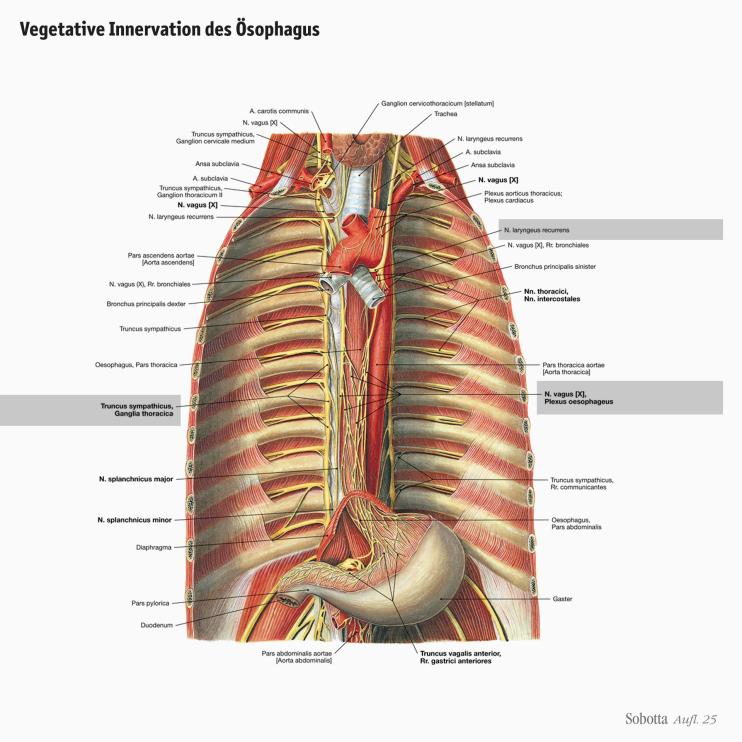 Vegetative Innervation des Ösophagus
A. carotis communis
N. vagus [X]
Truncus sympathicus,
Ganglion cervicale medium
Ansa subclavia
A. subclavia
Truncus sympathicus,
Ganglion thoracicum II
N. vagus [X]
N. laryngeus recurrens
Pars ascendens aortae
[Aorta ascendens]
N. vagus (X), Rr. bronchiales
Bronchus principalis dexter
Truncus sympathicus
Oesophagus, Pars thoracica
Truncus sympathicus,
Ganglia thoracica
N. splanchnicus major
N. splanchnicus minor
Diaphragma
Pars pylorica
Duodenum
Pars abdominalis aortae
[Aorta abdominalis]
Ganglion cervicothoracicum [stellatum]
Trachea
N. laryngeus recurrens
A. subclavia
Ansa subclavia
N. vagus [X]
Plexus aorticus thoracicus;
Plexus cardiacus
N. laryngeus recurrens
N. vagus [X], Rr. bronchiales
Bronchus principalis sinister
Nn. thoracici,
Nn. intercostales
Pars thoracica aortae
[Aorta thoracica]
N. vagus [X],
Plexus oesophageus
Truncus sympathicus,
Rr. communicantes
Oesophagus,
Pars abdominalis
Gaster
Truncus vagalis anterior,
Rr. gastrici anteriores
Sobotta Aufl. 25